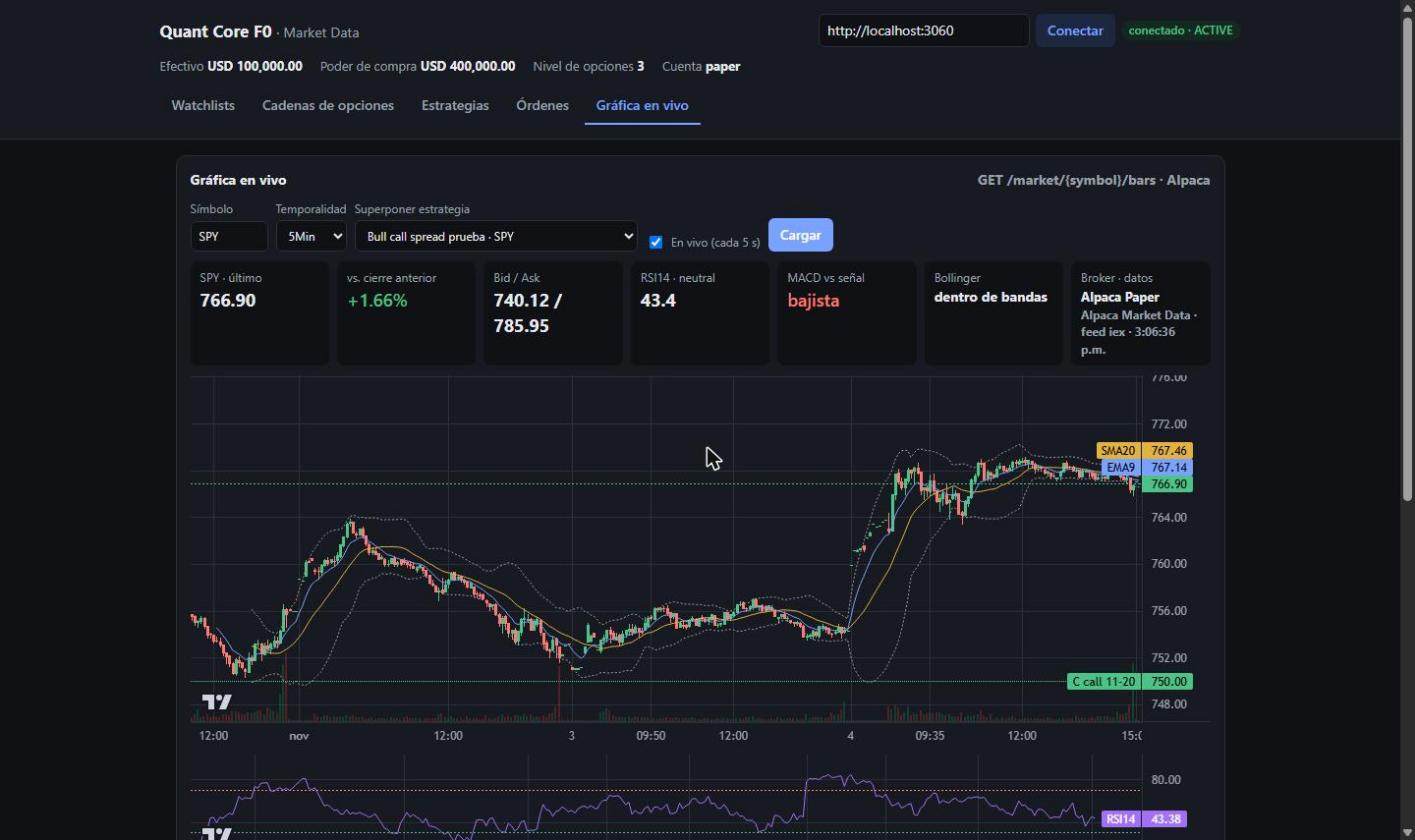 Quant Core F0 · Market Data
http://localhost:3060
Conectar
conectado · ACTIVE
Efectivo USD 100,000.00 Poder de compra USD 400,000.00 Nivel de opciones 3 Cuenta paper
Watchlists Cadenas de opciones Estrategias Órdenes Gráfica en vivo
Gráfica en vivo
GET /market/{symbol}/bars · Alpaca
Símbolo Temporalidad Superponer estrategia
SPY 5Min Bull call spread prueba · SPY En vivo (cada 5 s) Cargar
SPY · último
766.90
vs. cierre anterior
+1.66%
Bid / Ask
740.12 /
785.95
RSI14 · neutral
43.4
MACD vs señal
bajista
Bollinger
dentro de bandas
Broker · datos
Alpaca Paper
Alpaca Market Data ·
feed iex · 3:06:36
p.m.
776.00
772.00
SMA20 767.46
EMA9 767.14
766.90
764.00
760.00
756.00
752.00
C call 11-20 750.00
748.00
12:00 nov 12:00 3 09:50 12:00 4 09:35 12:00 15:0
80.00
RSI14 43.38